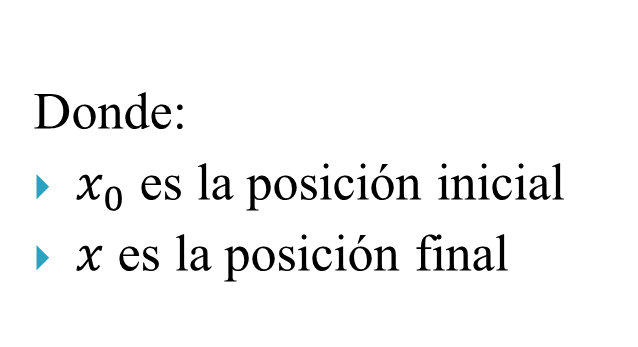 Donde:
▸ 𝑥₀ es la posición inicial
▸ 𝑥 es la posición final